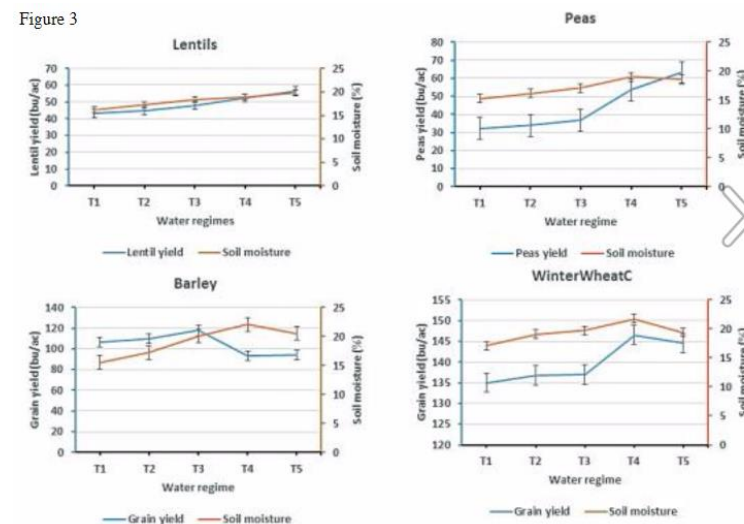 Figure 3
Lentils
Lentil yield(bu/ac)
70
60
50
40
30
20
10
0
25
20
15
10
5
0
Soil moisture (%)
T1 T2 T3 T4 T5
Water regimes
Lentil yield Soil moisture
Peas
Peas yield(bu/ac)
80
70
60
50
40
30
20
10
0
25
20
15
10
5
0
Soil moisture (%)
T1 T2 T3 T4 T5
Water regime
Peas yield Soil moisture
Barley
Grain yield(bu/ac)
140
120
100
80
60
40
20
0
25
20
15
10
5
0
Soil moisture (%)
T1 T2 T3 T4 T5
Water regime
Grain yield Soil moisture
WinterWheatC
Grain yield(bu/ac)
155
150
145
140
135
130
125
120
25
20
15
10
5
0
Soil moisture (%)
T1 T2 T3 T4 T5
Water regime
Grain yield Soil moisture